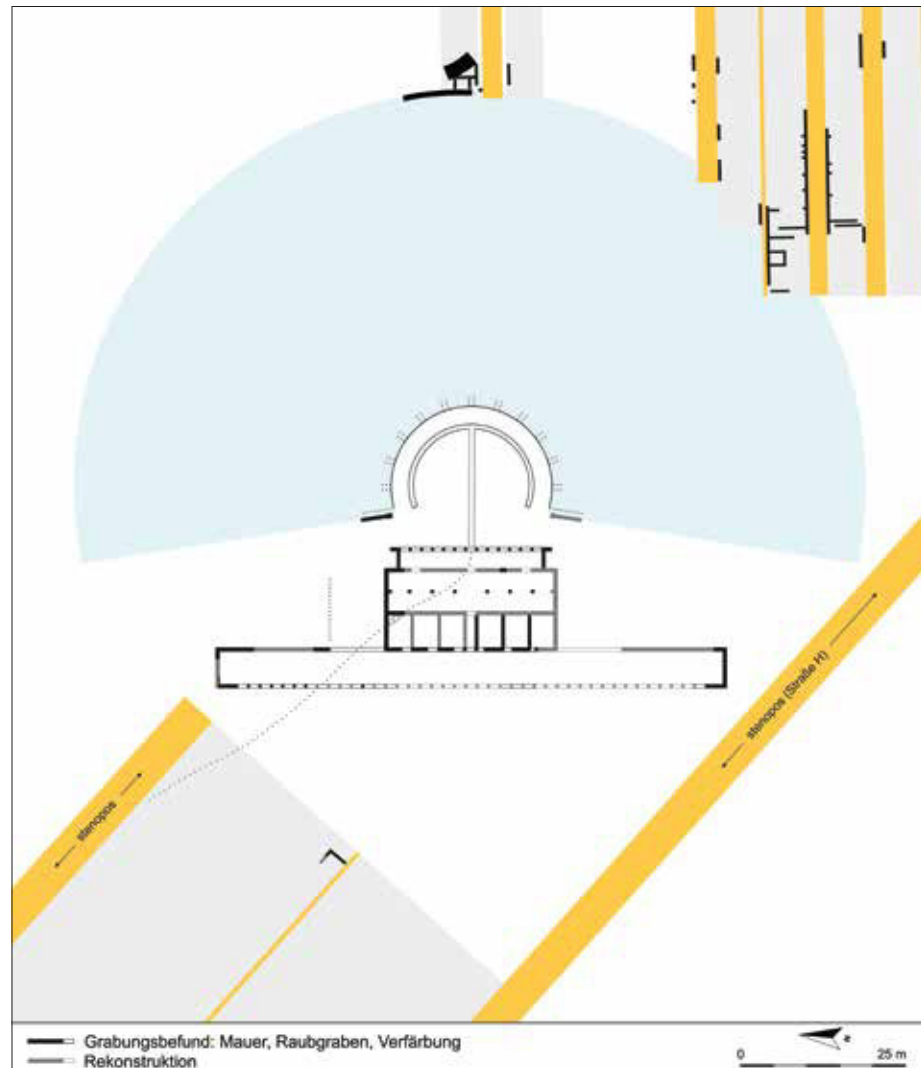 stenopos (Straße H)
stenopos
Grabungsbefund: Mauer, Raubgraben, Verfärbung
Rekonstruktion
0
25 m